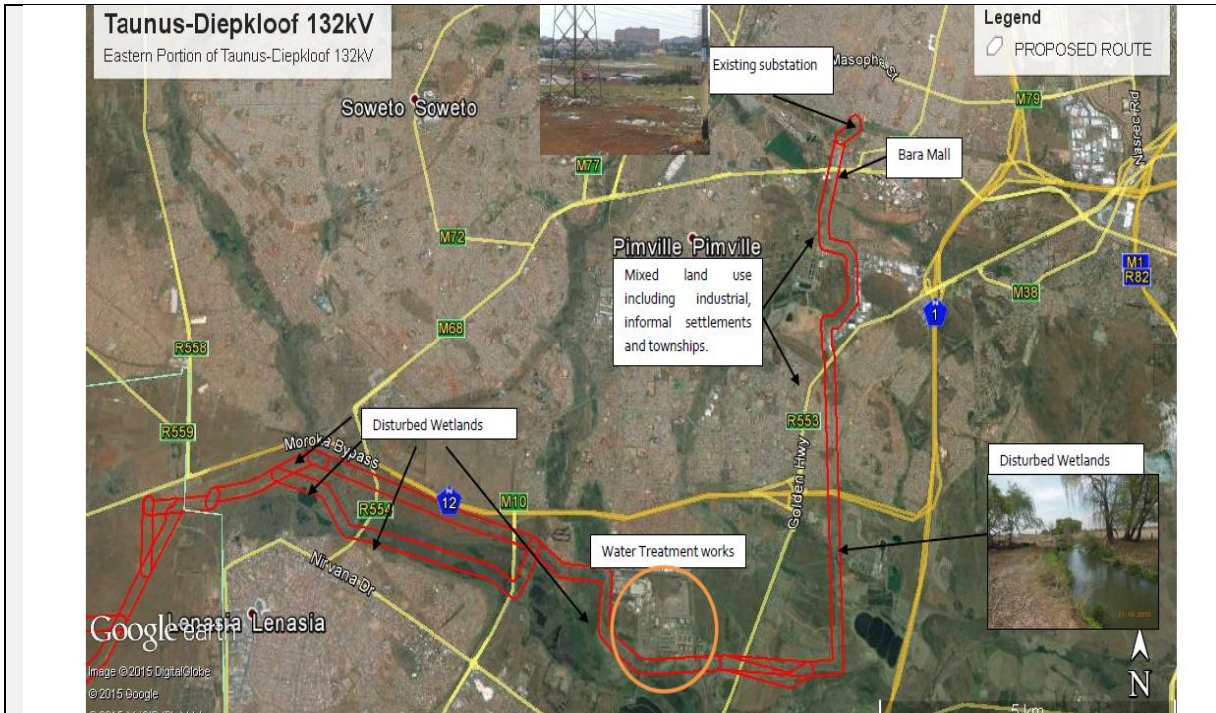 Taunus-Diepkloof 132kV
Eastern Portion of Taunus-Diepkloof 132kV
Legend
PROPOSED ROUTE
Existing substation
Masopha St
M79
Nasrec Rd
Soweto Soweto
Bara Mall
M77
M72
Pimville Pimville
M1
R82
Mixed land use
including industrial,
informal settlements
and townships.
M38
1
M68
R558
R553
R559
Disturbed Wetlands
Moroka Bypass
Disturbed Wetlands
N
12
M10
R554
Golden Hwy
Water Treatment works
Nirvana Dr
Lenasia Lenasia
Google earth
Image © 2015 DigitalGlobe
© 2015 Google
N
5 km